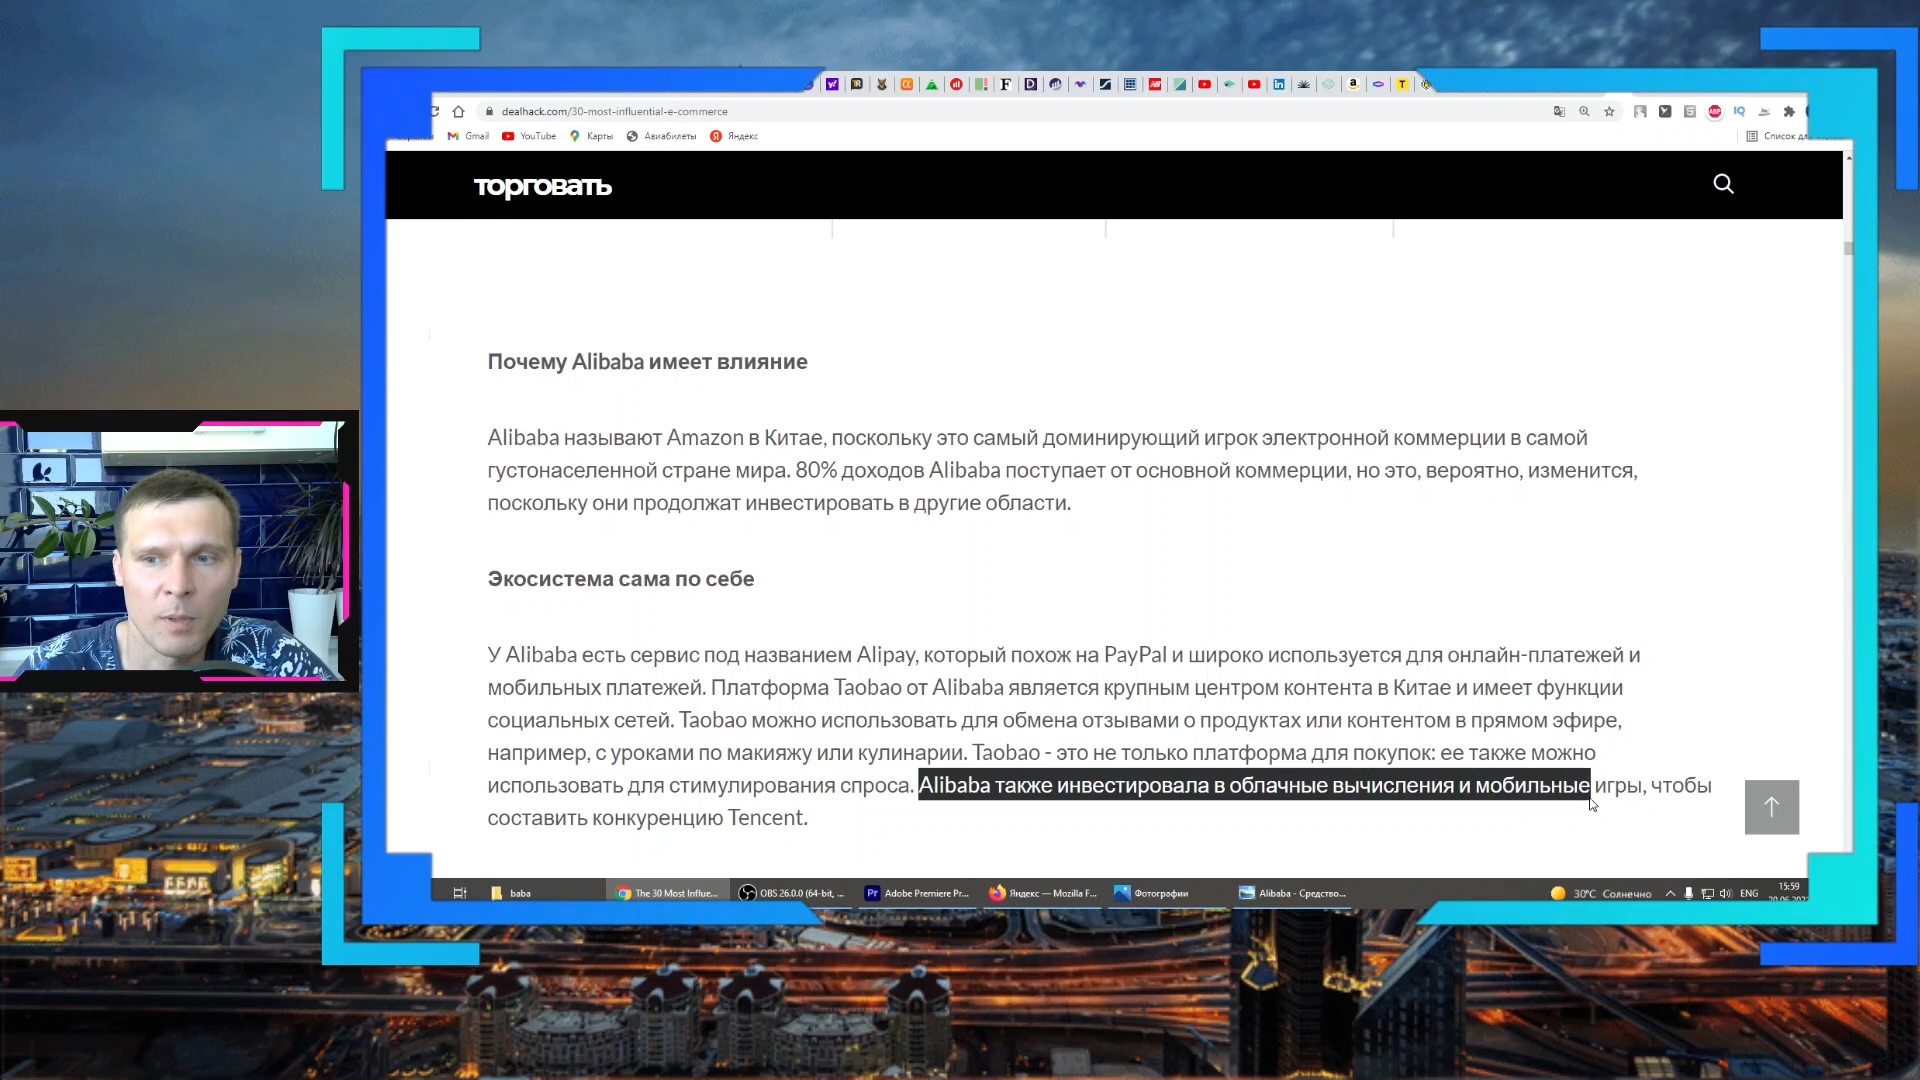 dealhack.com/30-most-influential-e-commerce
Gmail YouTube Карты Авиабилеты Яндекс
торговать
Почему Alibaba имеет влияние
Alibaba называют Amazon в Китае, поскольку это самый доминирующий игрок электронной коммерции в самой
густонаселенной стране мира. 80% доходов Alibaba поступает от основной коммерции, но это, вероятно, изменится,
поскольку они продолжат инвестировать в другие области.
Экосистема сама по себе
У Alibaba есть сервис под названием Alipay, который похож на PayPal и широко используется для онлайн-платежей и
мобильных платежей. Платформа Taobao от Alibaba является крупным центром контента в Китае и имеет функции
социальных сетей. Taobao можно использовать для обмена отзывами о продуктах или контентом в прямом эфире,
например, с уроками по макияжу или кулинарии. Taobao - это не только платформа для покупок: ее также можно
использовать для стимулирования спроса. Alibaba также инвестировала в облачные вычисления и мобильные игры, чтобы
составить конкуренцию Tencent.
baba The 30 Most Influe... OBS 26.0.0 (64-bit, ... Adobe Premiere Pr... Яндекс — Mozilla F... Фотографии Alibaba - Средство... 30°C Солнечно ENG 15:59